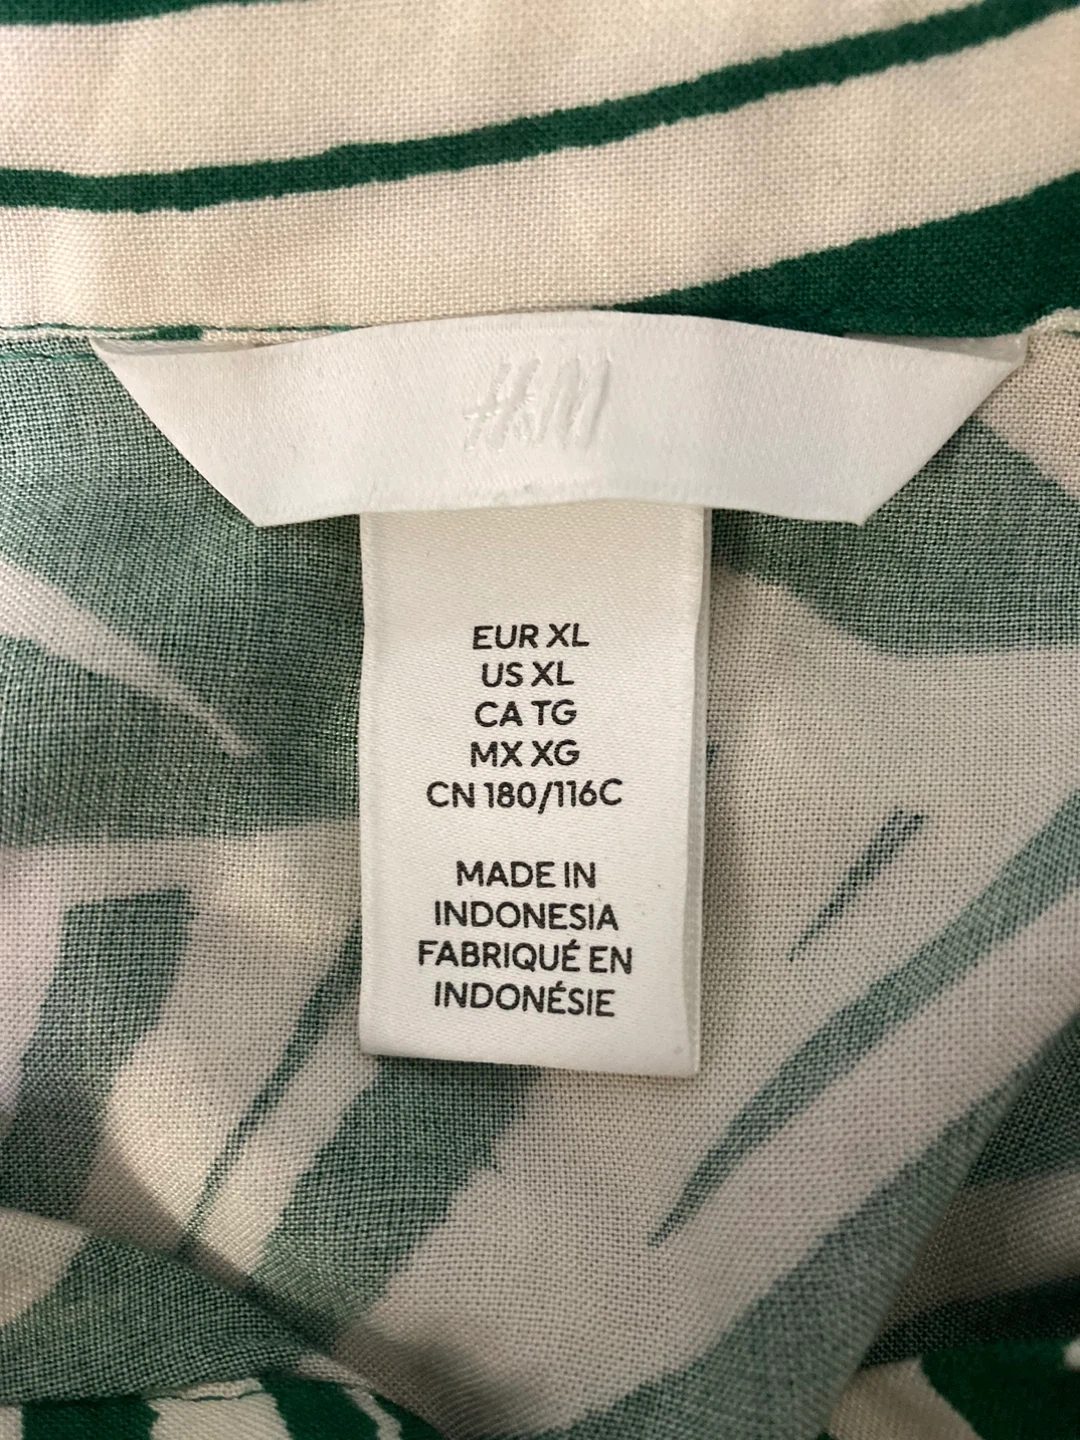 H&M
EUR XL
US XL
CA TG
MX XG
CN 180/116C
MADE IN
INDONESIA
FABRIQUÉ EN
INDONÉSIE